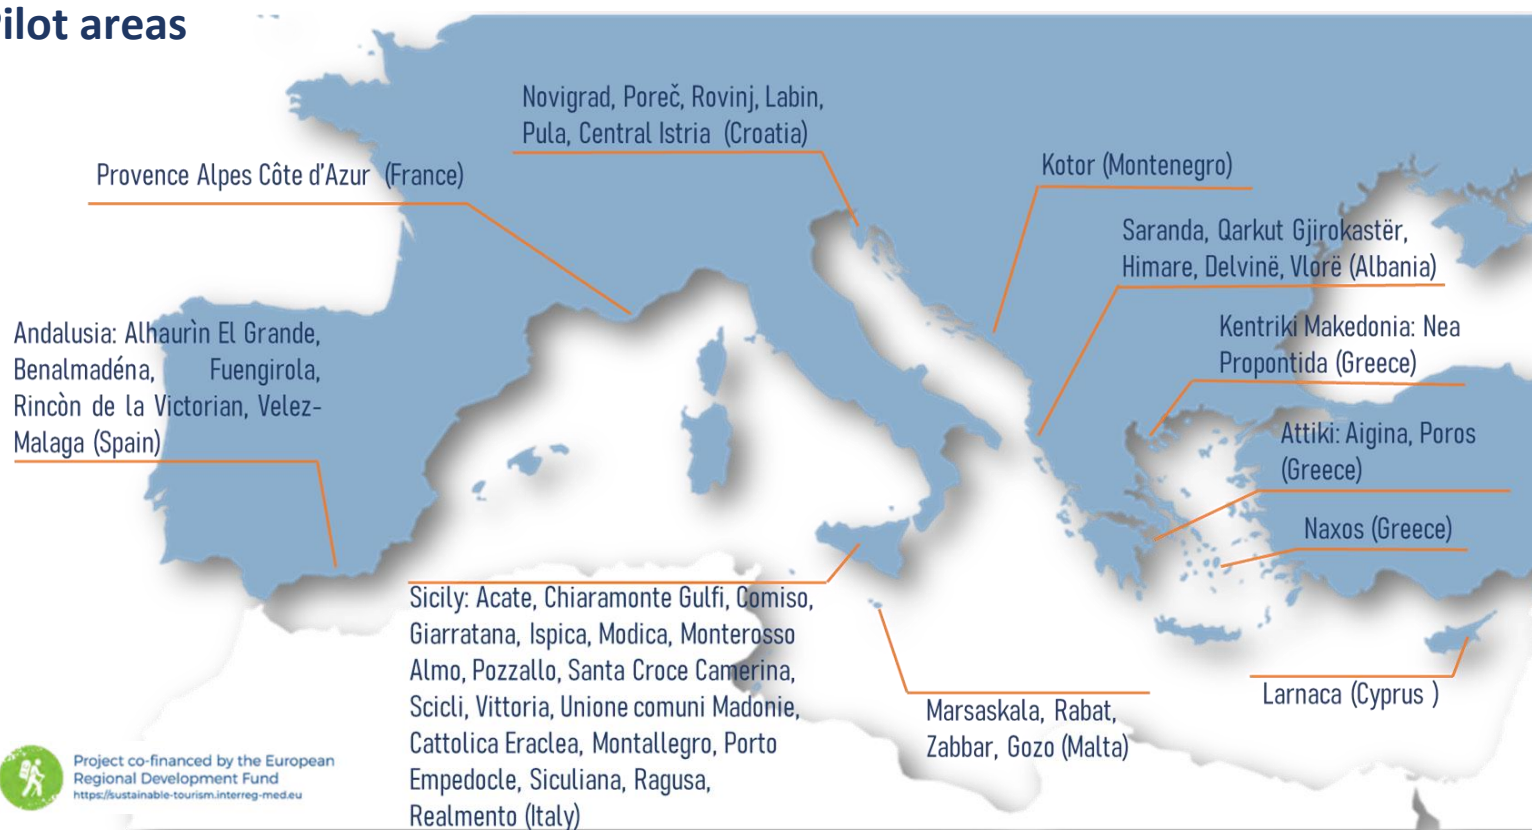 ilot areas
Novigrad, Poreč, Rovinj, Labin,
Pula, Central Istria (Croatia)
Provence Alpes Côte d'Azur (France)
Kotor (Montenegro)
Saranda, Qarkut Gjirokastër,
Himare, Delvinë, Vlorë (Albania)
Andalusia: Alhaurìn El Grande,
Benalmadéna, Fuengirola,
Rincòn de la Victorian, Velez-
Malaga (Spain)
Kentriki Makedonia: Nea
Propontida (Greece)
Attiki: Aigina, Poros
(Greece)
Naxos (Greece)
Sicily: Acate, Chiaramonte Gulfi, Comiso,
Giarratana, Ispica, Modica, Monterosso
Almo, Pozzallo, Santa Croce Camerina,
Scicli, Vittoria, Unione comuni Madonie,
Cattolica Eraclea, Montallegro, Porto
Empedocle, Siculiana, Ragusa,
Realmento (Italy)
Marsaskala, Rabat,
Zabbar, Gozo (Malta)
Larnaca (Cyprus )
Project co-financed by the European
Regional Development Fund
https://sustainable-tourism.interreg-med.eu